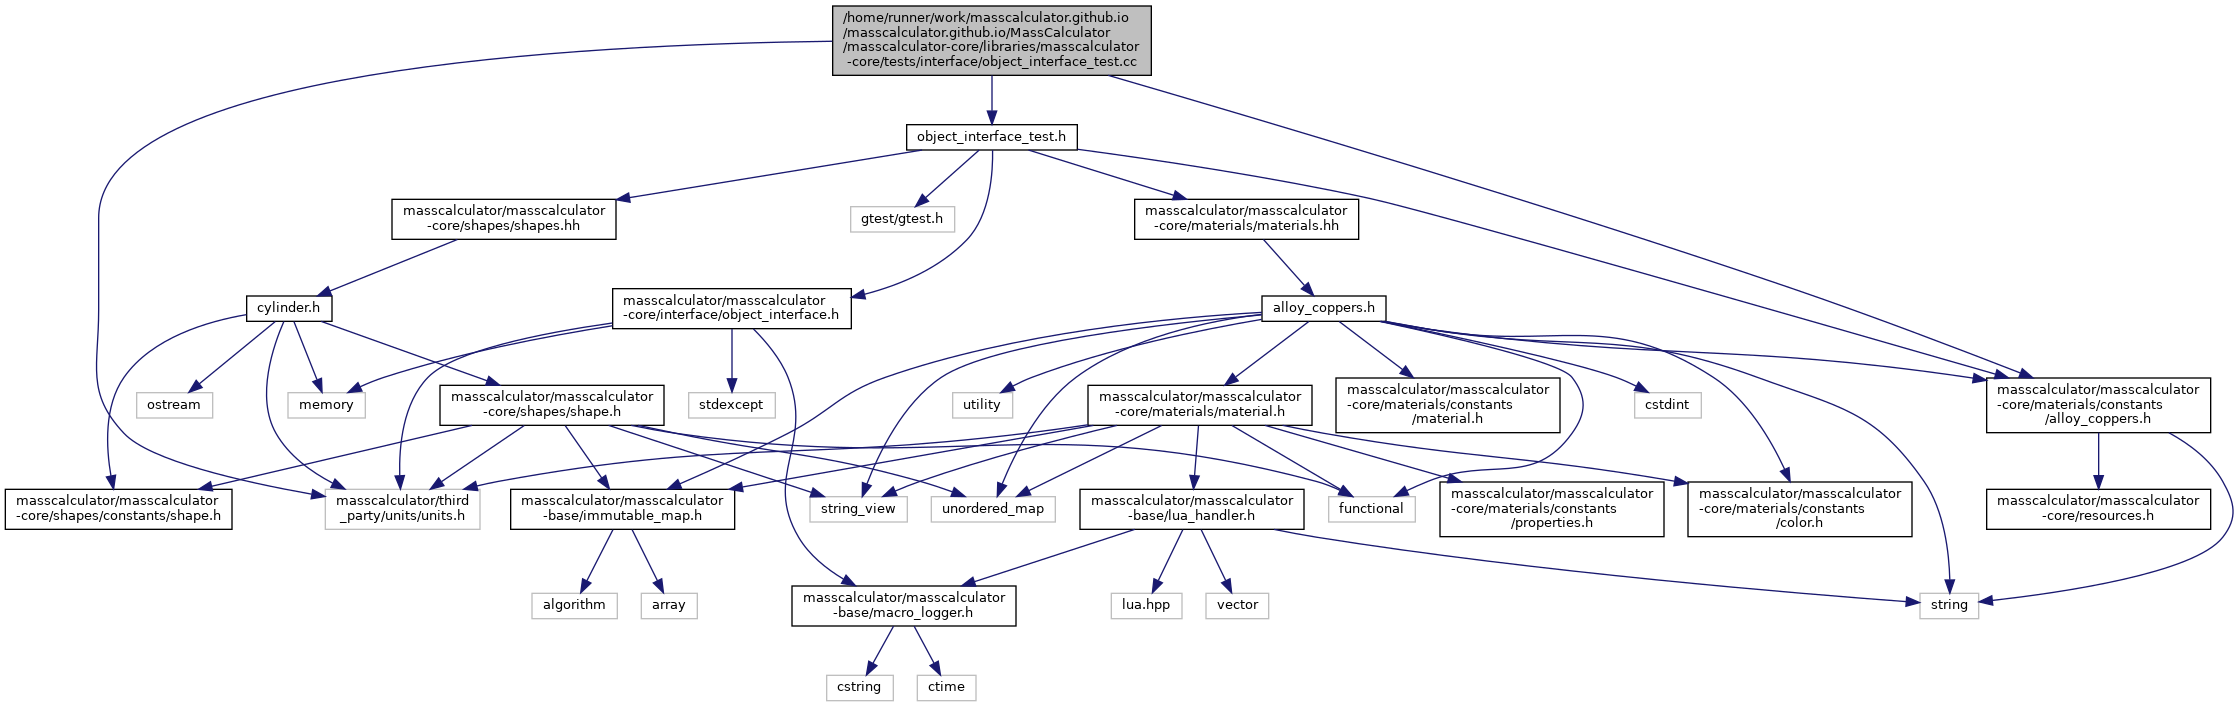 /home/runner/work/masscalculator.github.io
/masscalculator.github.io/MassCalculator
/masscalculator-core/libraries/masscalculator
-core/tests/interface/object_interface_test.cc
object_interface_test.h
masscalculator/masscalculator
-core/shapes/shapes.hh
gtest/gtest.h
masscalculator/masscalculator
-core/materials/materials.hh
cylinder.h
masscalculator/masscalculator
-core/interface/object_interface.h
alloy_coppers.h
ostream
memory
masscalculator/masscalculator
-core/shapes/shape.h
stdexcept
utility
masscalculator/masscalculator
-core/materials/material.h
masscalculator/masscalculator
-core/materials/constants
/material.h
cstdint
masscalculator/masscalculator
-core/materials/constants
/alloy_coppers.h
masscalculator/masscalculator
-core/shapes/constants/shape.h
masscalculator/third
_party/units/units.h
masscalculator/masscalculator
-base/immutable_map.h
string_view
unordered_map
masscalculator/masscalculator
-base/lua_handler.h
functional
masscalculator/masscalculator
-core/materials/constants
/properties.h
masscalculator/masscalculator
-core/materials/constants
/color.h
masscalculator/masscalculator
-core/resources.h
algorithm
array
masscalculator/masscalculator
-base/macro_logger.h
lua.hpp
vector
string
cstring
ctime